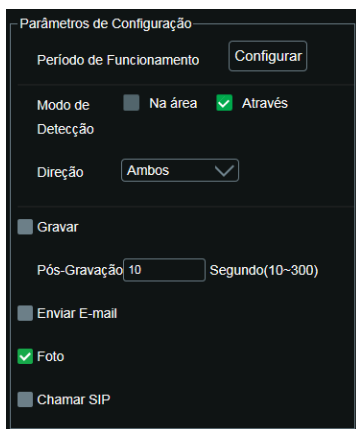 Parâmetros de Configuração
Período de Funcionamento Configurar
Modo de Detecção Na área Através
Direção Ambos
Gravar
Pós-Gravação 10 Segundo(10~300)
Enviar E-mail
Foto
Chamar SIP